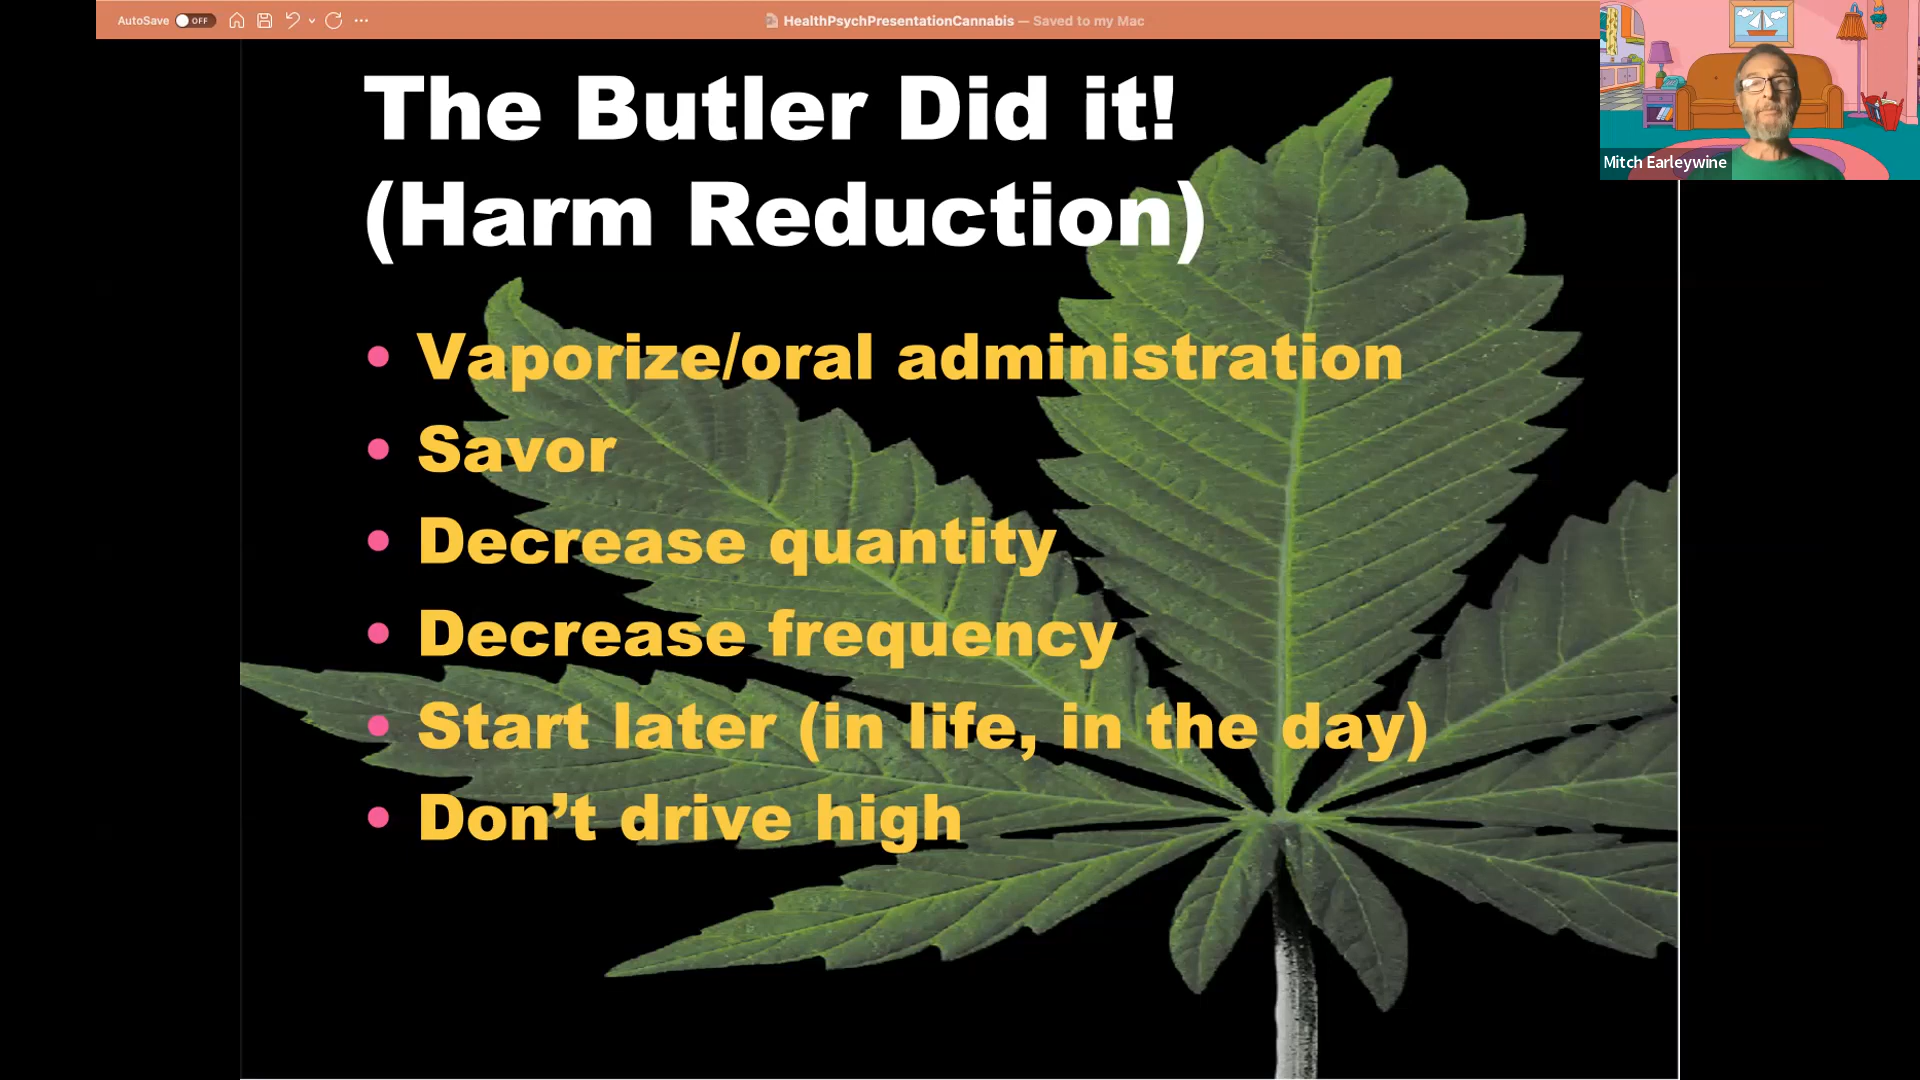 AutoSave OFF
HealthPsychPresentationCannabis — Saved to my Mac
Mitch Earleywine
The Butler Did it!
(Harm Reduction)
• Vaporize/oral administration
• Savor
• Decrease quantity
• Decrease frequency
• Start later (in life, in the day)
• Don’t drive high